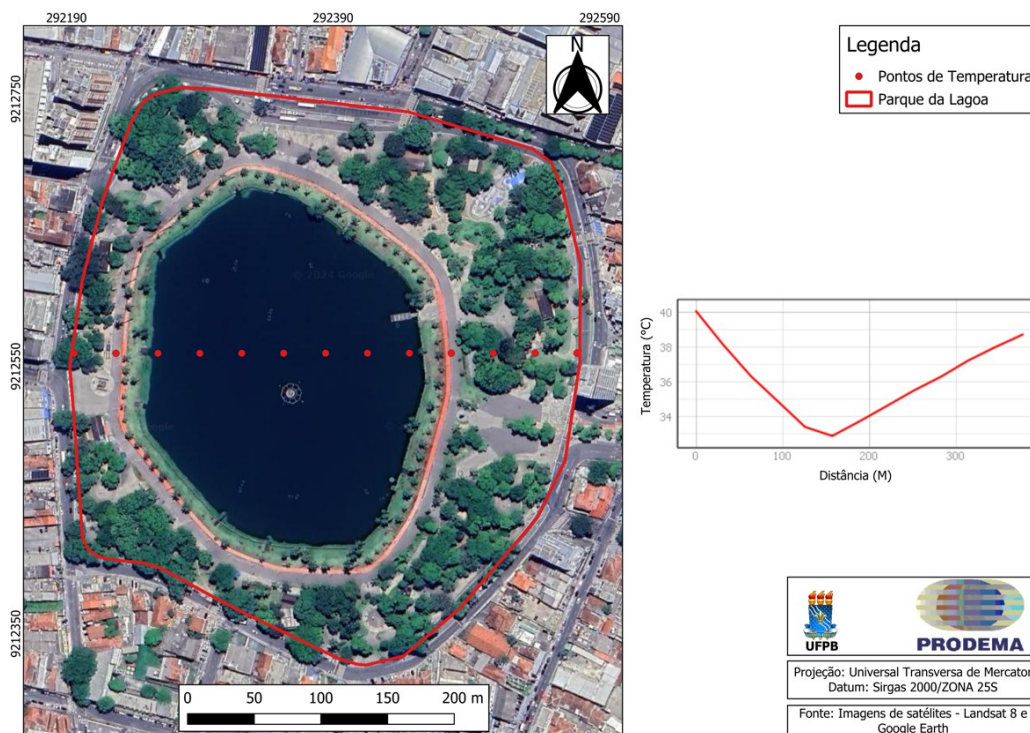 292190 292390 292590
9212750
9212550
9212350
N
© 2024 Google
0 50 100 150 200 m
Legenda
Pontos de Temperatura
Parque da Lagoa
Temperatura (°C)
40
38
36
34
0 100 200 300
Distância (M)
UFPB
PRODEMA
Projeção: Universal Transversa de Mercator
Datum: Sirgas 2000/ZONA 25S
Fonte: Imagens de satélites - Landsat 8 e
Google Earth